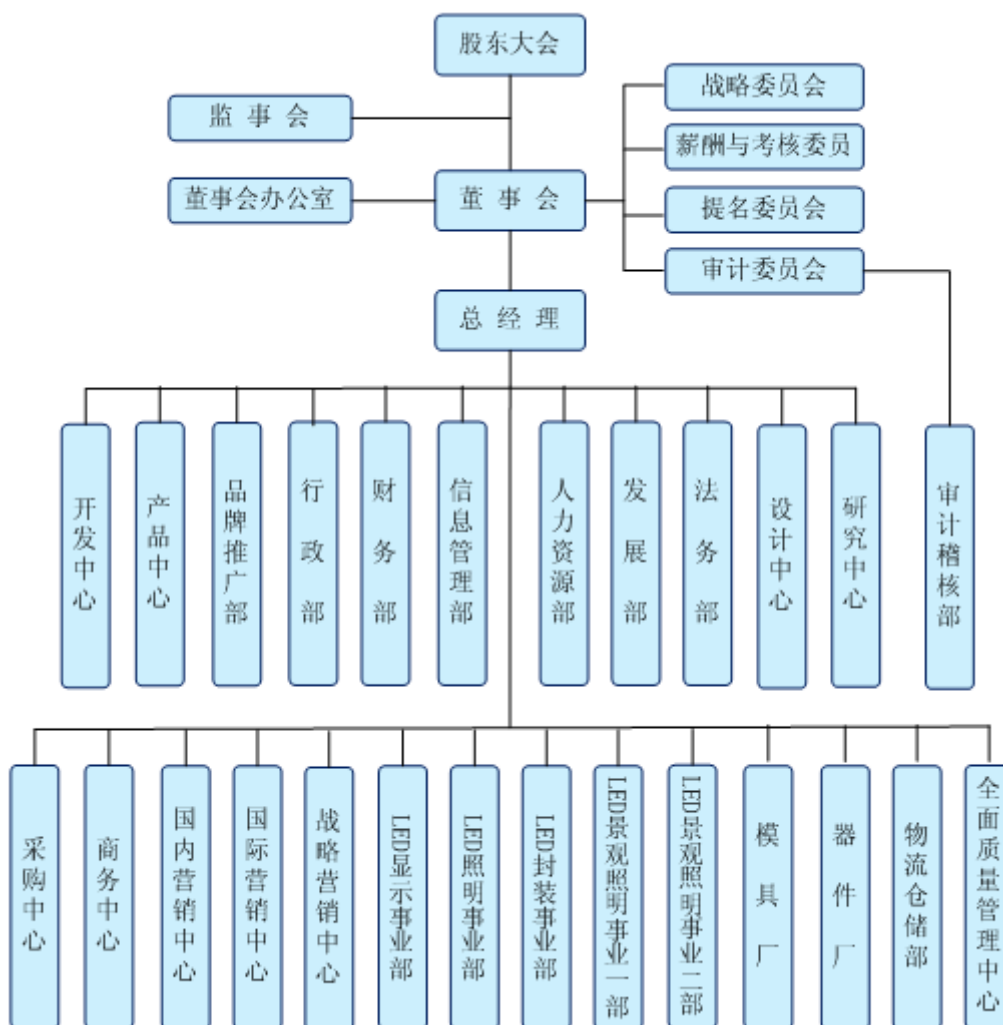 股东大会
监事会
战略委员会
薪酬与考核委员
董事会办公室
董事会
提名委员会
审计委员会
总经理
开发中心
产品中心
品牌推广部
行政部
财务部
信息管理部
人力资源部
发展部
法务部
设计中心
研究中心
审计稽核部
采购中心
商务中心
国内营销中心
国际营销中心
战略营销中心
LED显示事业部
LED照明事业部
LED封装事业部
LED景观照明事业一部
LED景观照明事业二部
模具厂
器件厂
物流仓储部
全面质量管理中心